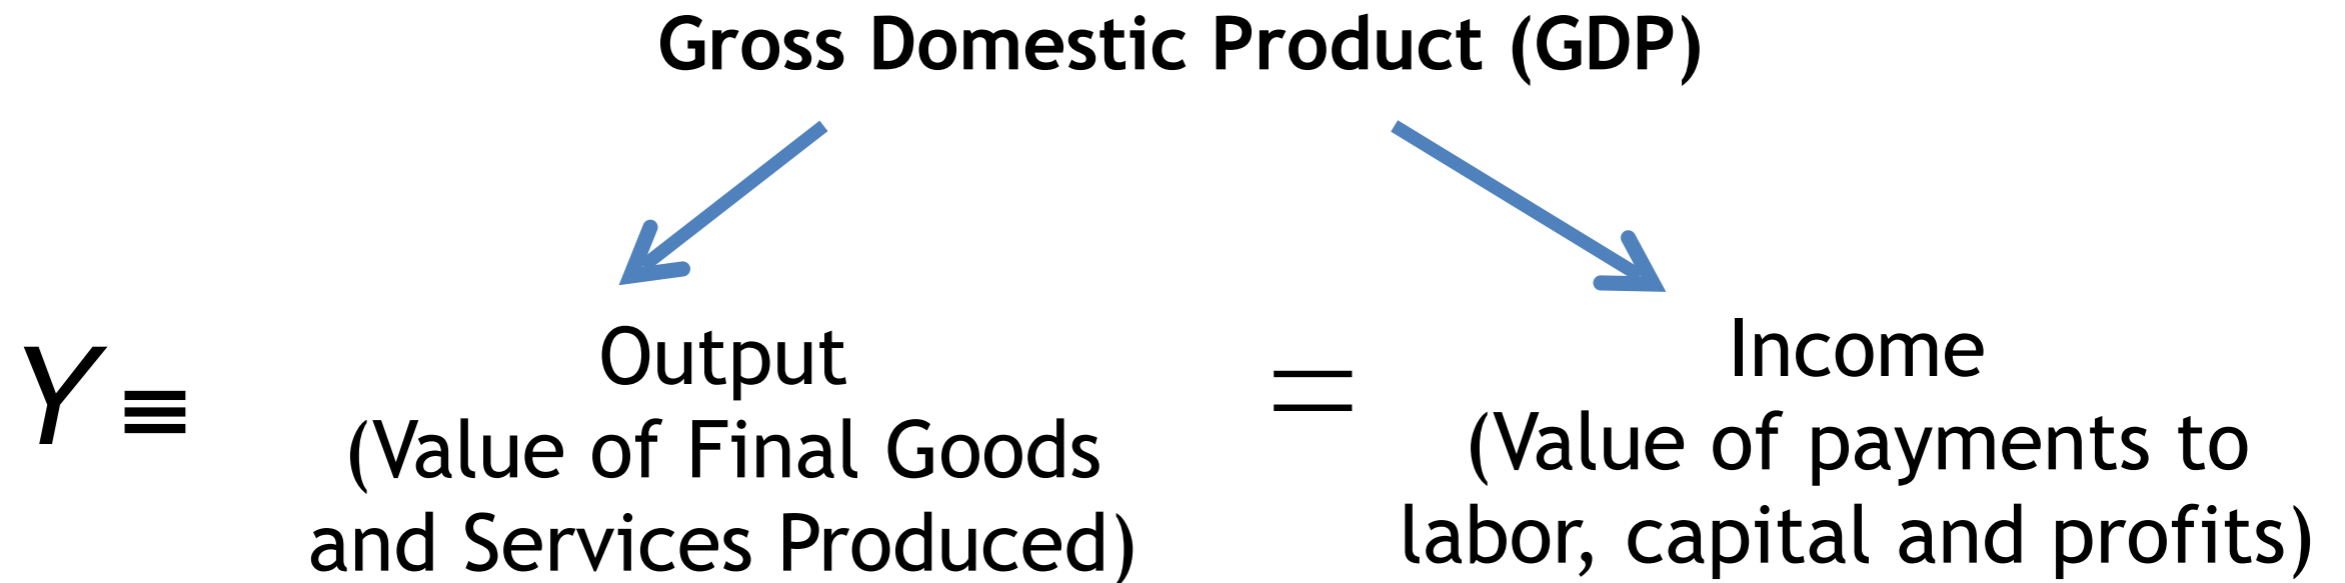 Gross Domestic Product (GDP)
Y ≡
Output
(Value of Final Goods
and Services Produced)
=
Income
(Value of payments to
labor, capital and profits)